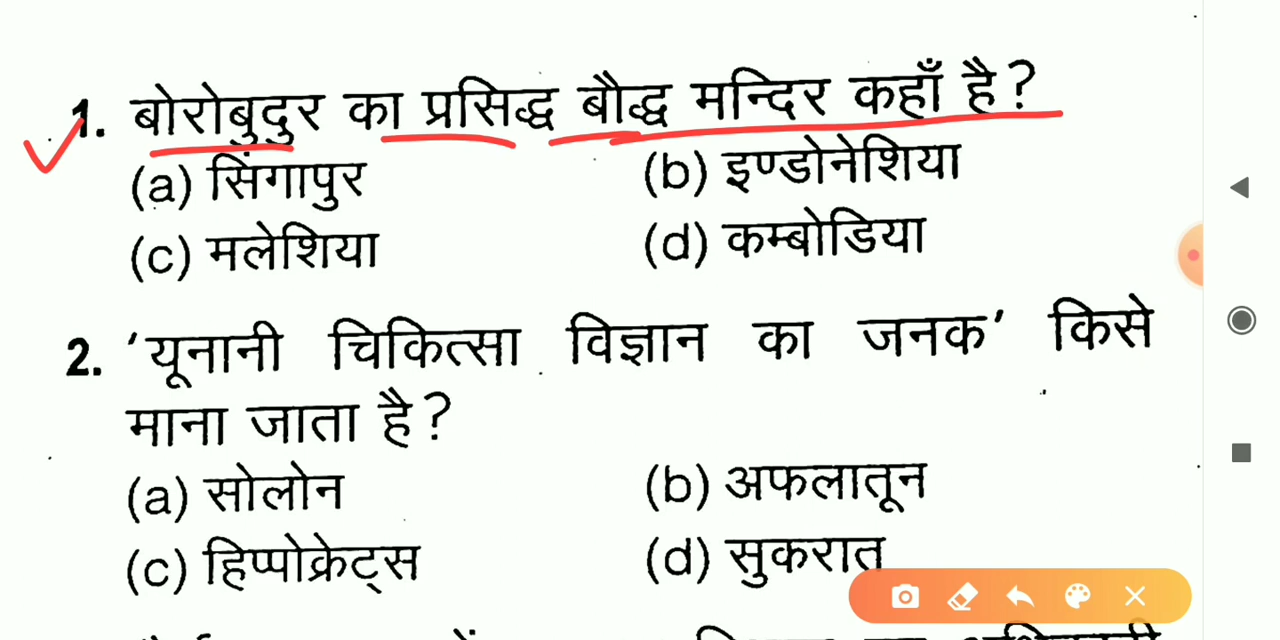 1. बोरोबुदुर का प्रसिद्ध बौद्ध मन्दिर कहाँ है?
(a) सिंगापुर (b) इण्डोनेशिया
(c) मलेशिया (d) कम्बोडिया
2. ‘यूनानी चिकित्सा विज्ञान का जनक’ किसे
माना जाता है?
(a) सोलोन (b) अफलातून
(c) हिप्पोक्रेट्स (d) सुकरात